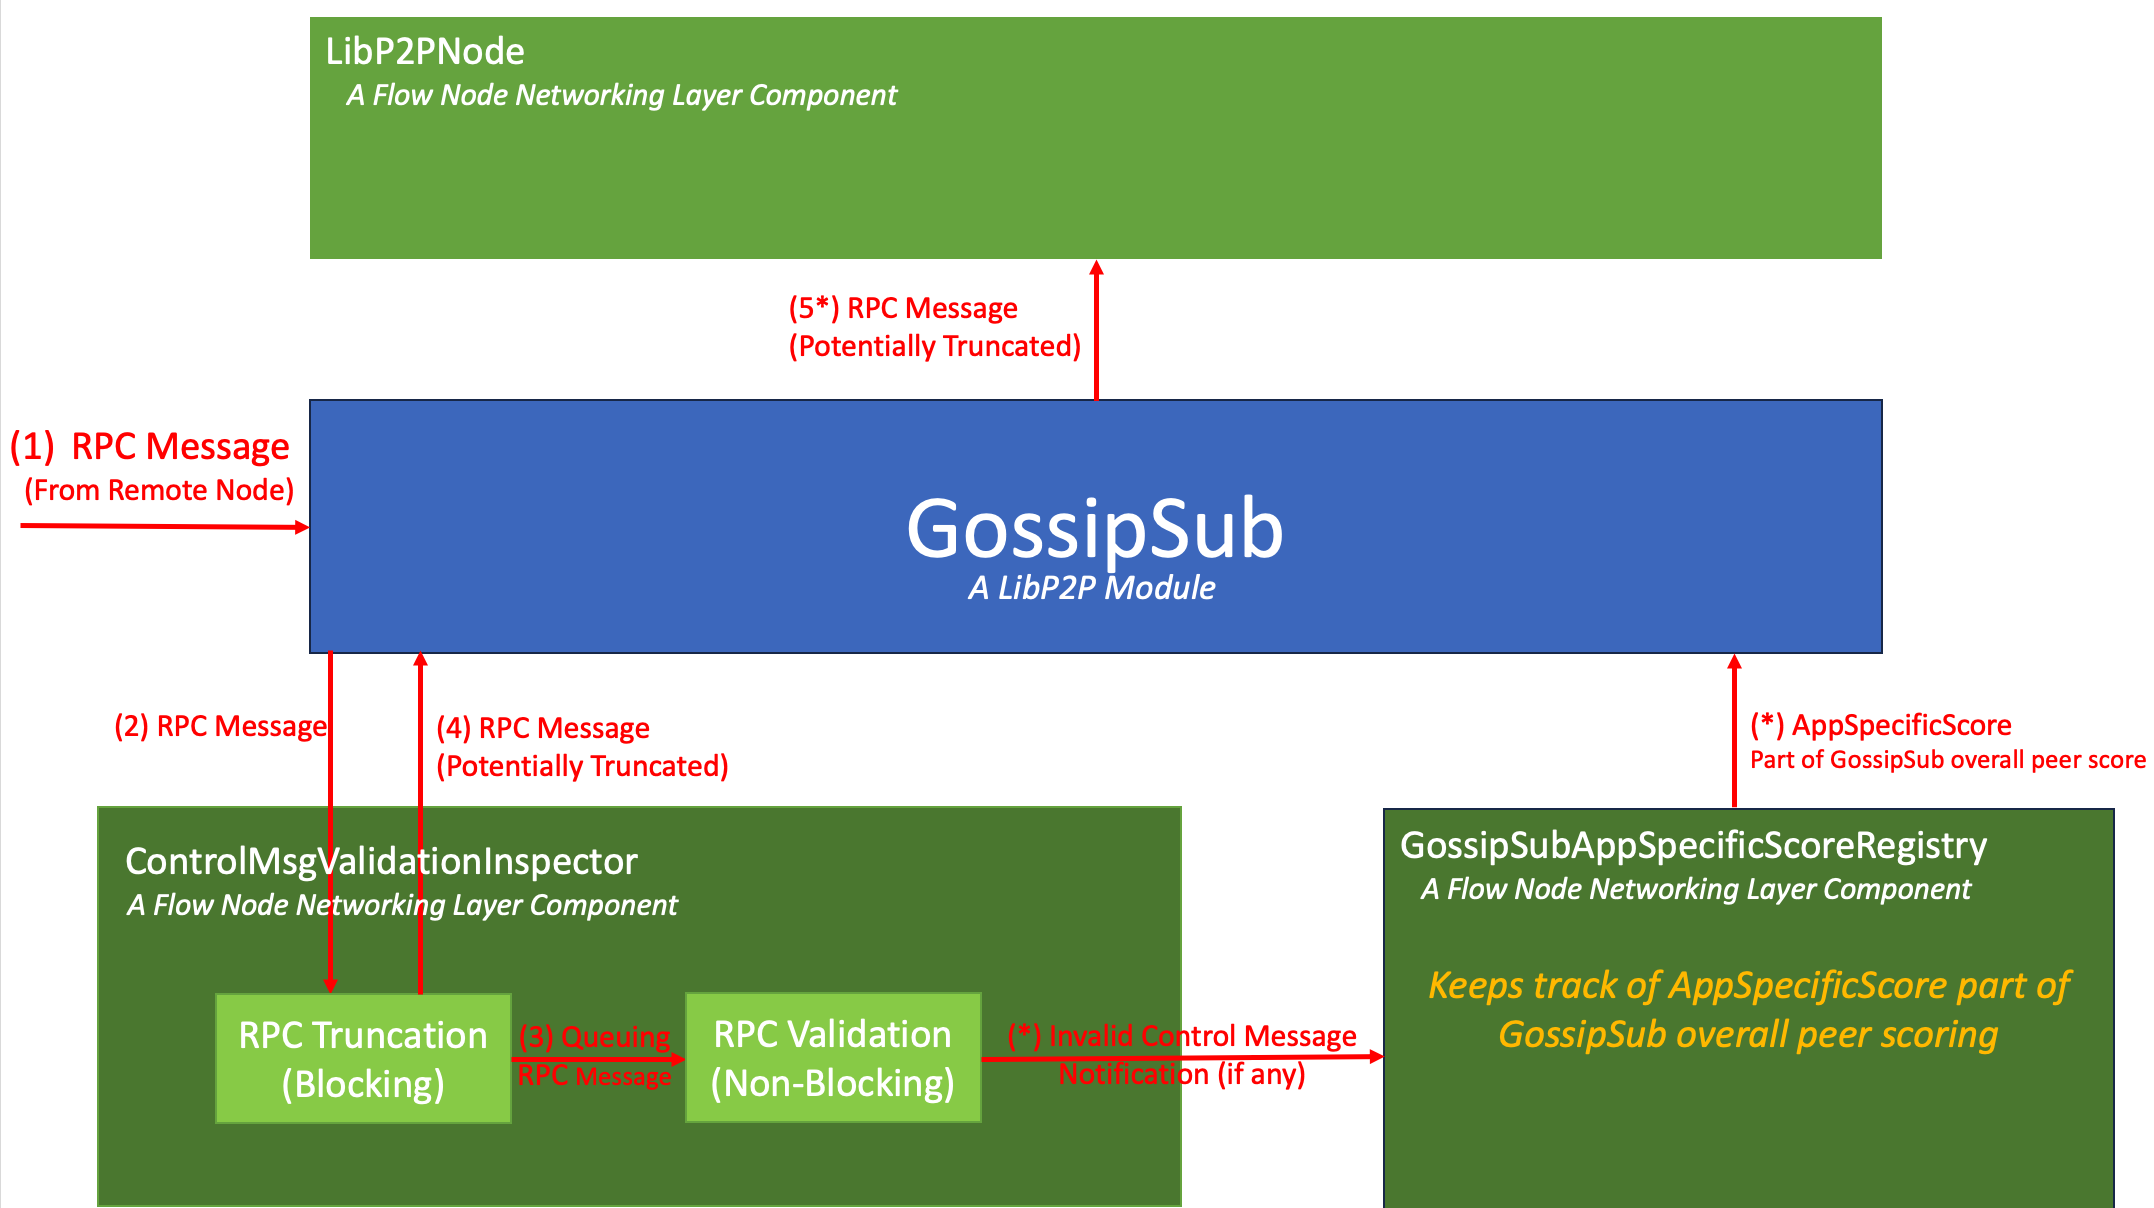 LibP2PNode
A Flow Node Networking Layer Component
(5*) RPC Message
(Potentially Truncated)
(1) RPC Message
(From Remote Node)
GossipSub
A LibP2P Module
(2) RPC Message
(4) RPC Message
(Potentially Truncated)
(*) AppSpecificScore
Part of GossipSub overall peer score
ControlMsgValidationInspector
A Flow Node Networking Layer Component
RPC Truncation
(Blocking)
(3) Queuing
RPC Message
RPC Validation
(Non-Blocking)
(*) Invalid Control Message
Notification (if any)
GossipSubAppSpecificScoreRegistry
A Flow Node Networking Layer Component
Keeps track of AppSpecificScore part of
GossipSub overall peer scoring